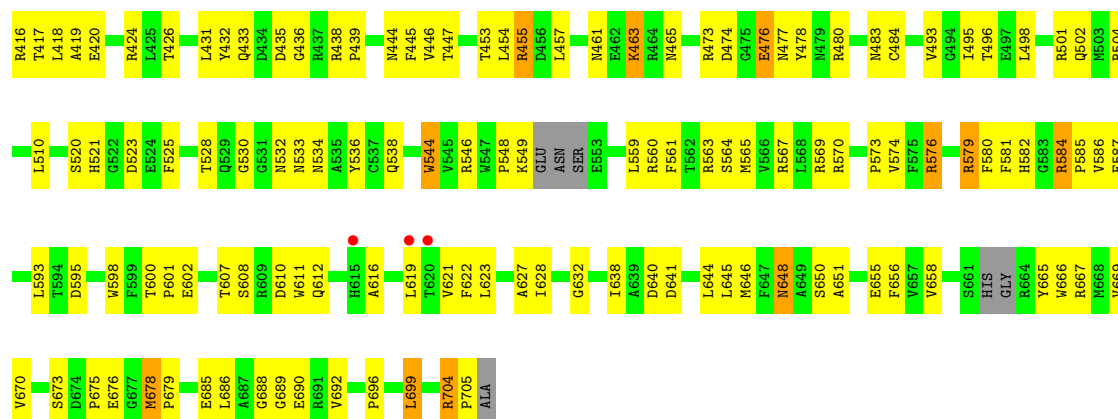 R416 T417 L418 A419 E420 R424 L425 T426 L431 Y432 Q433 D434 D435 G436 R437 R438 P439 N444 F445 V446 T447 T453 L454 R455 D456 L457 N461 E462 K463 R464 N465 R473 D474 G475 E476 N477 Y478 N479 R480 N483 C484 V493 G494 I495 T496 E497 L498 R501 Q502 M503
L510 S520 H521 G522 D523 E524 F525 T528 Q529 G530 G531 N532 N533 N534 A535 Y536 C537 Q538 W544 V545 R546 W547 P548 K549 GLU ASN SER E553 L559 R560 F561 T562 R563 S564 M565 V566 R567 L568 R569 R570 P573 V574 F575 R576 R579 F580 F581 H582 G583 R584 P585 V586
L593 T594 D595 W598 F599 T600 P601 E602 T607 S608 R609 D610 W611 Q612 H615 A616 L619 T620 V621 F622 L623 A627 I628 G632 I638 A639 D640 D641 L644 L645 M646 F647 N648 A649 S650 A651 E655 F656 V657 V658 S661 HIS GLY R664 Y665 W666 R667 M668
V670 S673 D674 P675 E676 G677 M678 P679 E685 L686 A687 G688 G689 E690 R691 V692 P696 L699 R704 P705 ALA